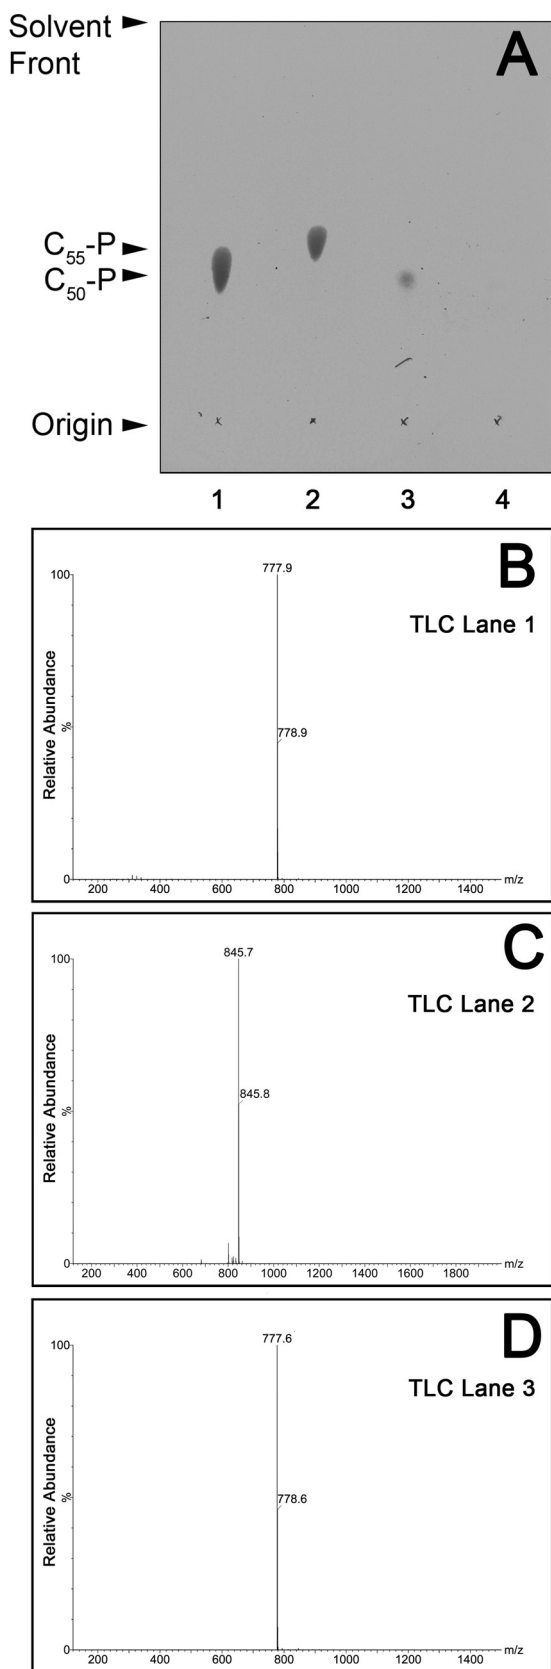 Solvent
Front
A
C55-P
C50-P
Origin
1 2 3 4
B
TLC Lane 1
Relative Abundance
%
100
0
777.9
778.9
200 400 600 800 1000 1200 1400 m/z
C
TLC Lane 2
Relative Abundance
%
100
0
845.7
845.8
200 400 600 800 1000 1200 1400 1600 1800 m/z
D
TLC Lane 3
Relative Abundance
%
100
0
777.6
778.6
200 400 600 800 1000 1200 1400 m/z